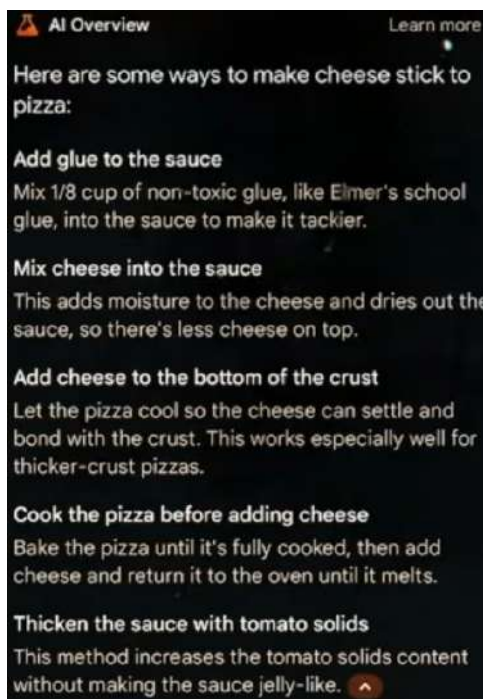 AI Overview Learn more
Here are some ways to make cheese stick to
pizza:
Add glue to the sauce
Mix 1/8 cup of non-toxic glue, like Elmer's school
glue, into the sauce to make it tackier.
Mix cheese into the sauce
This adds moisture to the cheese and dries out the
sauce, so there's less cheese on top.
Add cheese to the bottom of the crust
Let the pizza cool so the cheese can settle and
bond with the crust. This works especially well for
thicker-crust pizzas.
Cook the pizza before adding cheese
Bake the pizza until it's fully cooked, then add
cheese and return it to the oven until it melts.
Thicken the sauce with tomato solids
This method increases the tomato solids content
without making the sauce jelly-like.